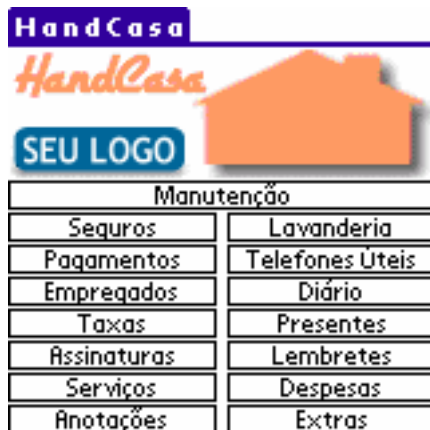 HandCasa
HandCasa
SEU LOGO
Manutenção
Seguros Lavanderia
Pagamentos Telefones Úteis
Empregados Diário
Taxas Presentes
Assinaturas Lembretes
Serviços Despesas
Anotações Extras